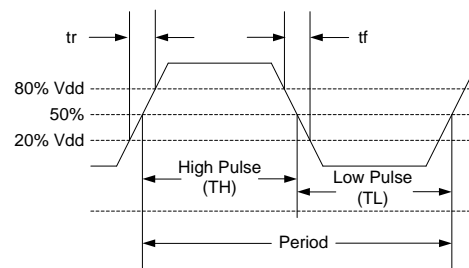 tr
tf
80% Vdd
50%
20% Vdd
High Pulse
(TH)
Low Pulse
(TL)
Period